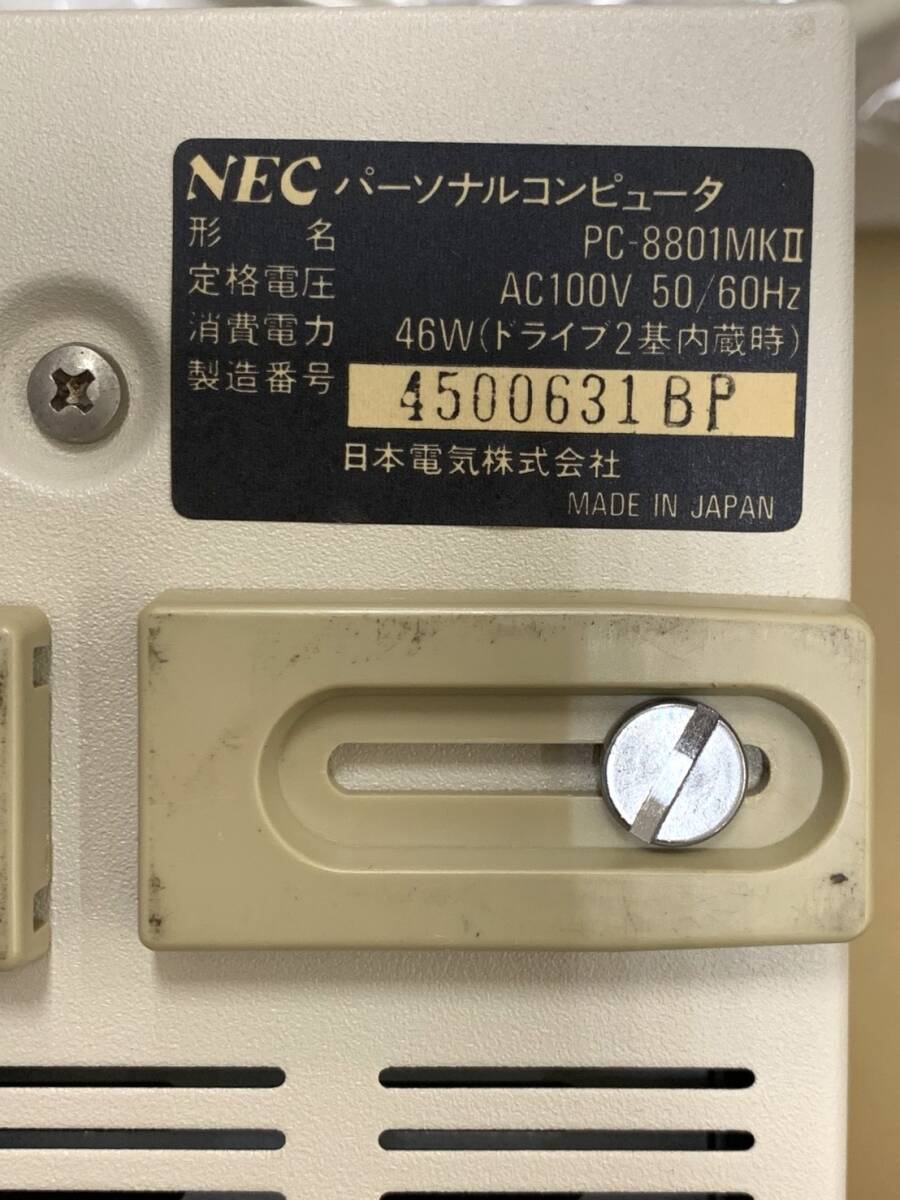 NEC パーソナルコンピュータ
形名 PC-8801MKⅡ
定格電圧 AC100V 50/60Hz
消費電力 46W(ドライブ2基内蔵時)
製造番号 4500631BP
日本電気株式会社
MADE IN JAPAN